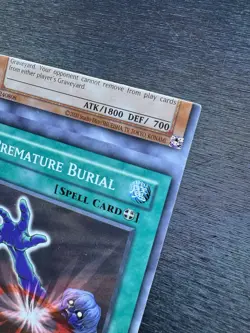 Graveyard. Your opponent cannot remove from play cards
from either player's Graveyard.
ATK/1800 DEF/ 700
PREMATURE BURIAL
[SPELL CARD